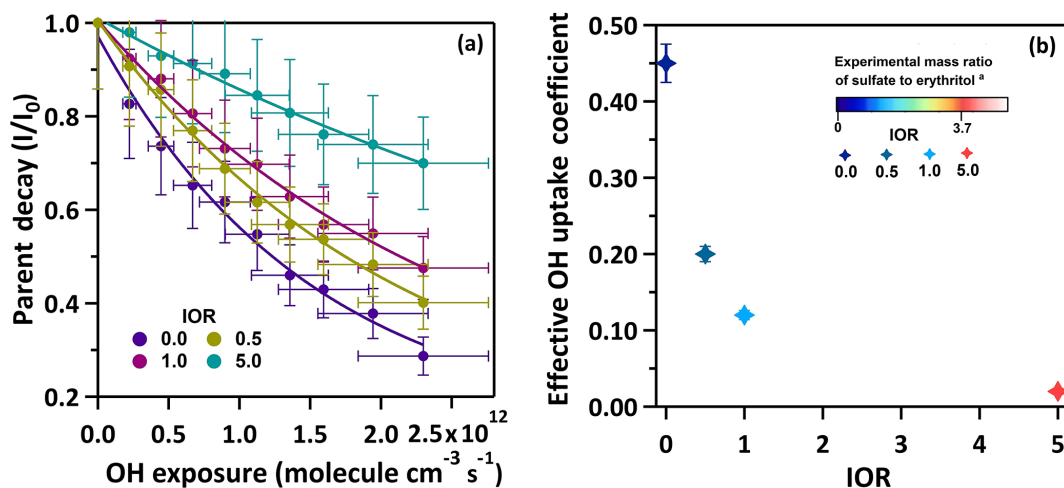 (a)
Parent decay (I/I0)
1.0
0.8
0.6
0.4
0.2
IOR
0.0 0.5
1.0 5.0
0.0 0.5 1.0 1.5 2.0 2.5 x 10^12
OH exposure (molecule cm^-3 s^-1)
(b)
Effective OH uptake coefficient
0.50
0.40
0.30
0.20
0.10
0.00
Experimental mass ratio
of sulfate to erythritol a
0 3.7
IOR
0.0 0.5 1.0 5.0
0 1 2 3 4 5
IOR